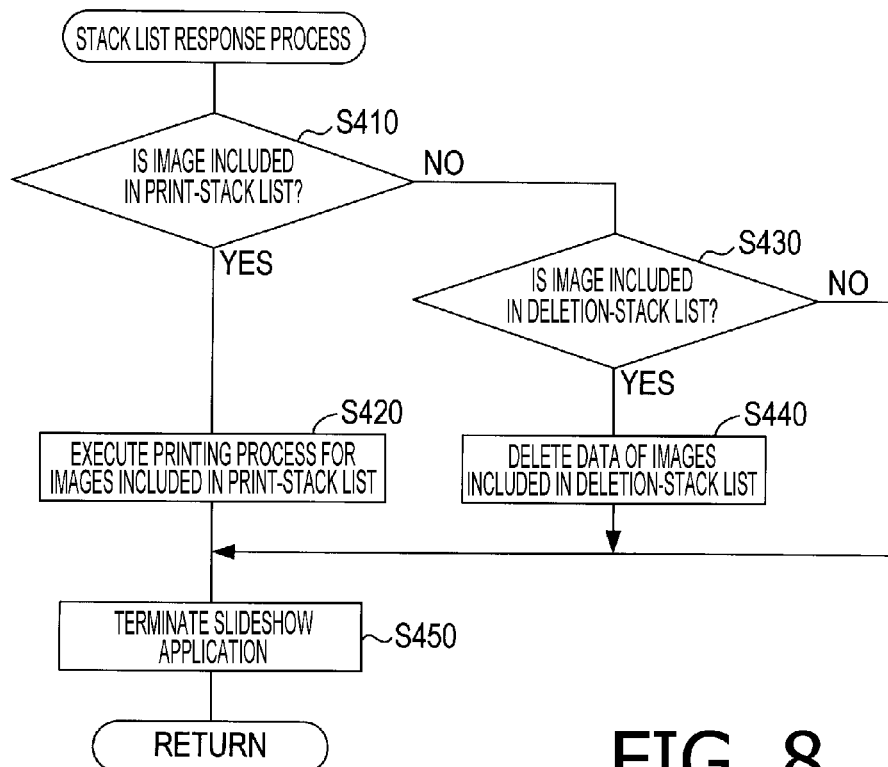 STACK LIST RESPONSE PROCESS
S410
IS IMAGE INCLUDED
IN PRINT-STACK LIST?
NO
YES
S430
IS IMAGE INCLUDED
IN DELETION-STACK LIST?
NO
YES
S420
EXECUTE PRINTING PROCESS FOR
IMAGES INCLUDED IN PRINT-STACK LIST
S440
DELETE DATA OF IMAGES
INCLUDED IN DELETION-STACK LIST
TERMINATE SLIDESHOW
APPLICATION
S450
RETURN
FIG. 8